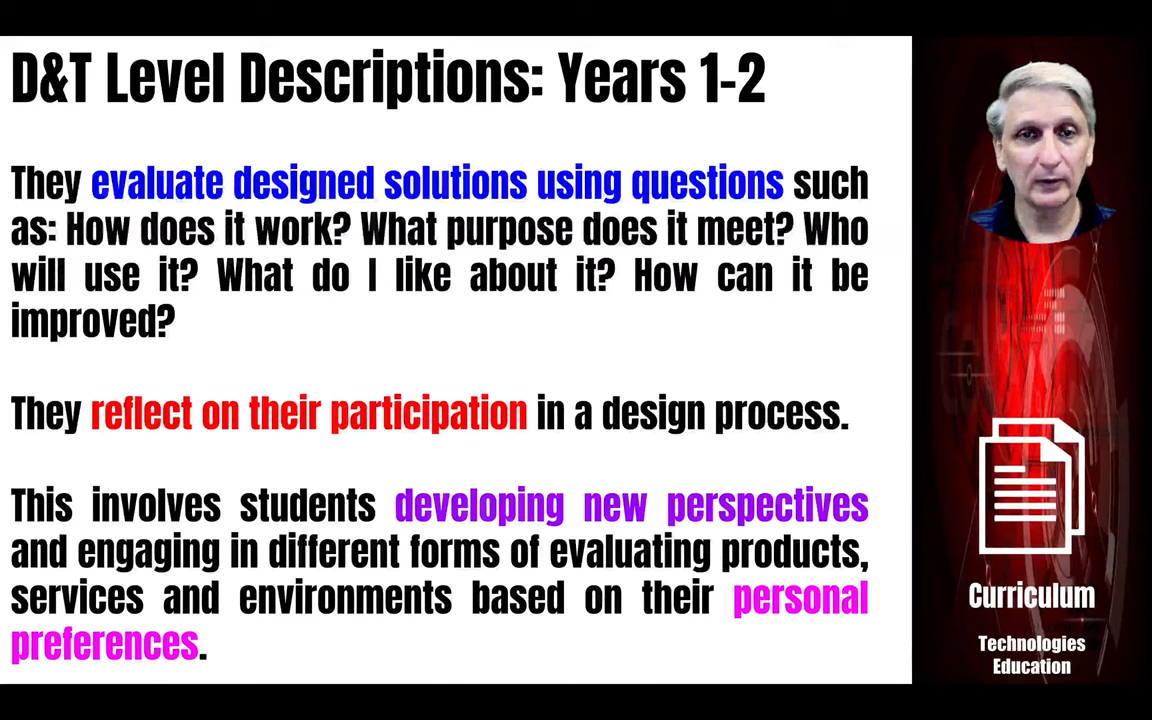 D&T Level Descriptions: Years 1-2
They evaluate designed solutions using questions such
as: How does it work? What purpose does it meet? Who
will use it? What do I like about it? How can it be
improved?
They reflect on their participation in a design process.
This involves students developing new perspectives
and engaging in different forms of evaluating products,
services and environments based on their personal
preferences.
Curriculum
Technologies
Education